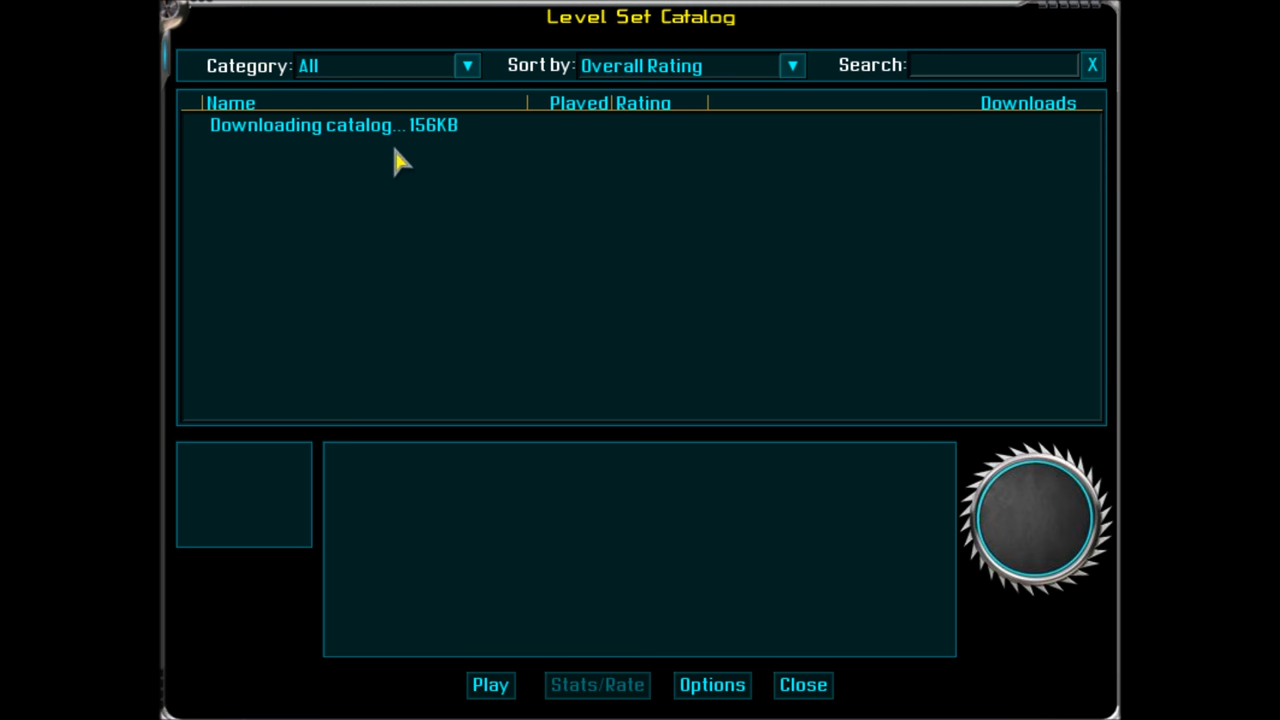 Level Set Catalog
Category: All ▼ Sort by: Overall Rating ▼ Search: X
Name Played Rating Downloads
Downloading catalog... 156KB
Play Stats/Rate Options Close